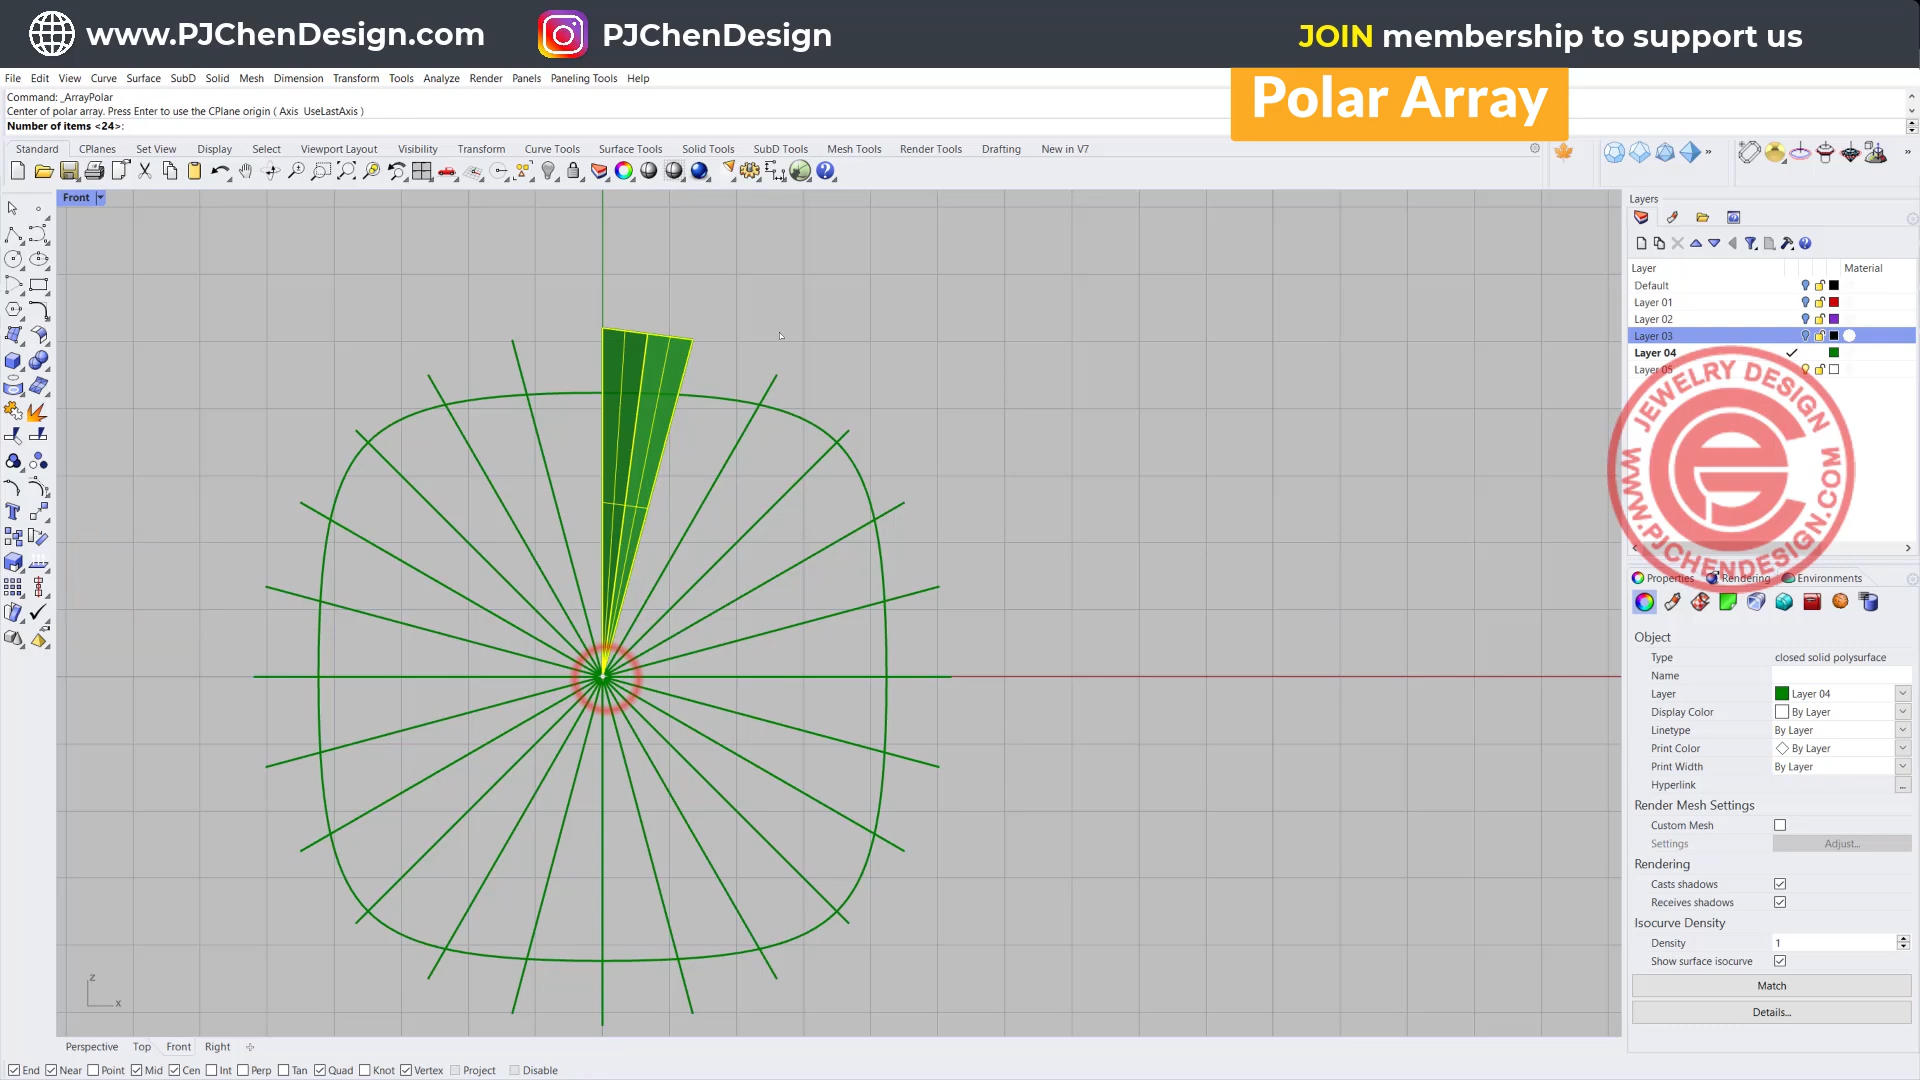 www.PJChenDesign.com PJChenDesign JOIN membership to support us
File Edit View Curve Surface SubD Solid Mesh Dimension Transform Tools Analyze Render Panels Paneling Tools Help
Polar Array
Command: _ArrayPolar
Center of polar array. Press Enter to use the CPlane origin ( Axis UseLastAxis )
Number of items <24>:
Standard CPlanes Set View Display Select Viewport Layout Visibility Transform Curve Tools Surface Tools Solid Tools SubD Tools Mesh Tools Render Tools Drafting New in V7
Front
Layers
Layer Material
Default
Layer 01
Layer 02
Layer 03
Layer 04
Layer 05
JEWELRY DESIGN
WWW.PJCHENDESIGN.COM
Properties Rendering Environments
Object
Type closed solid polysurface
Name
Layer Layer 04
Display Color By Layer
Linetype By Layer
Print Color By Layer
Print Width By Layer
Hyperlink ...
Render Mesh Settings
Custom Mesh
Settings Adjust...
Rendering
Casts shadows
Receives shadows
Isocurve Density
Density 1
Show surface isocurve
Match
Details...
z
x
Perspective Top Front Right
End Near Point Mid Cen Int Perp Tan Quad Knot Vertex Project Disable